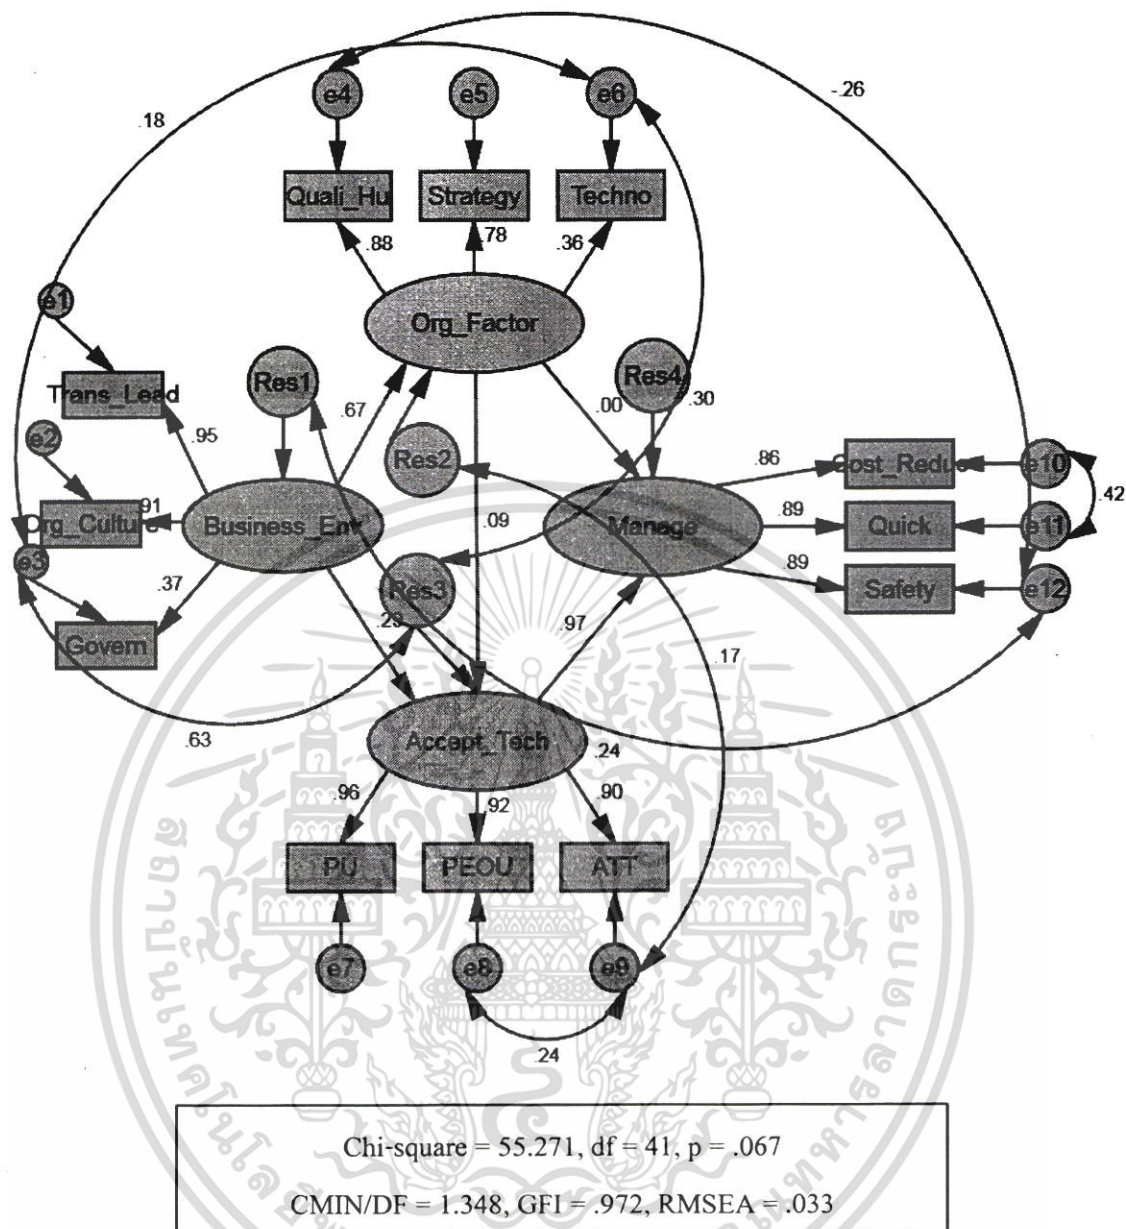 -.26
.18
e4
e5
e6
Quali_Hu
Strategy
Techno
.88
.78
.36
e1
Org_Factor
Trans_Lead
Res1
Res4
.67
.00
.30
e2
.95
Res2
.86
Cost_Reduc
e10
Org_Culture
.91
Business_Env
.09
Manage
.89
Quick
e11
.42
e3
.37
Res3
.89
Safety
e12
Govern
.23
.97
.17
.63
Accept_Tech
.24
.96
.92
.90
PU
PEOU
ATT
e7
e8
e9
.24
Chi-square = 55.271, df = 41, p = .067
CMIN/DF = 1.348, GFI = .972, RMSEA = .033